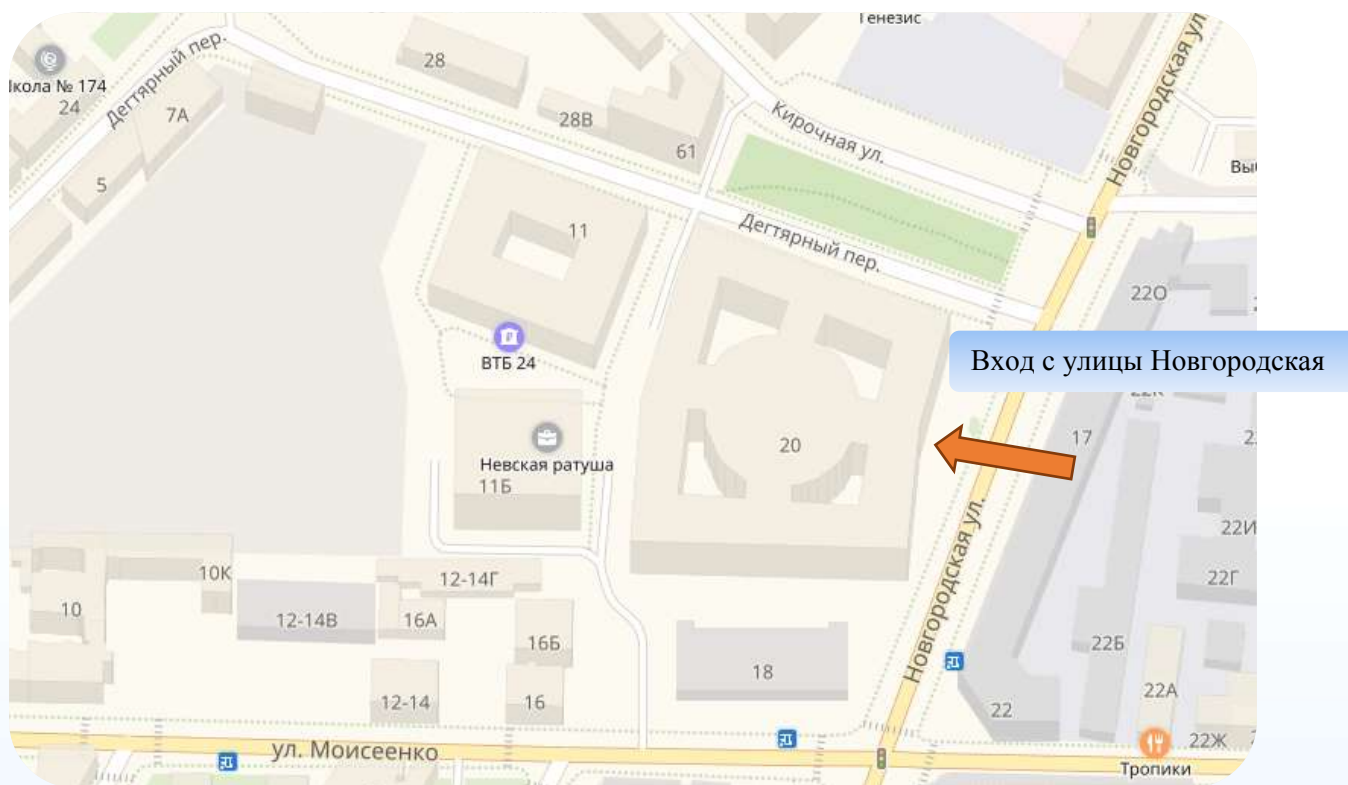 Генезис
Дегтярный пер.
28
Школа № 174
24
7А
28В
Кирочная ул.
61
Новгородская ул
5
11
Дегтярный пер.
22О
ВТБ 24
Вход с улицы Новгородская
20
17
Невская ратуша
11Б
Новгородская ул.
22И
10К
12-14Г
22Г
10
12-14В
16А
16Б
22Б
18
22А
12-14
16
22
22Ж
ул. Моисеенко
Тропики